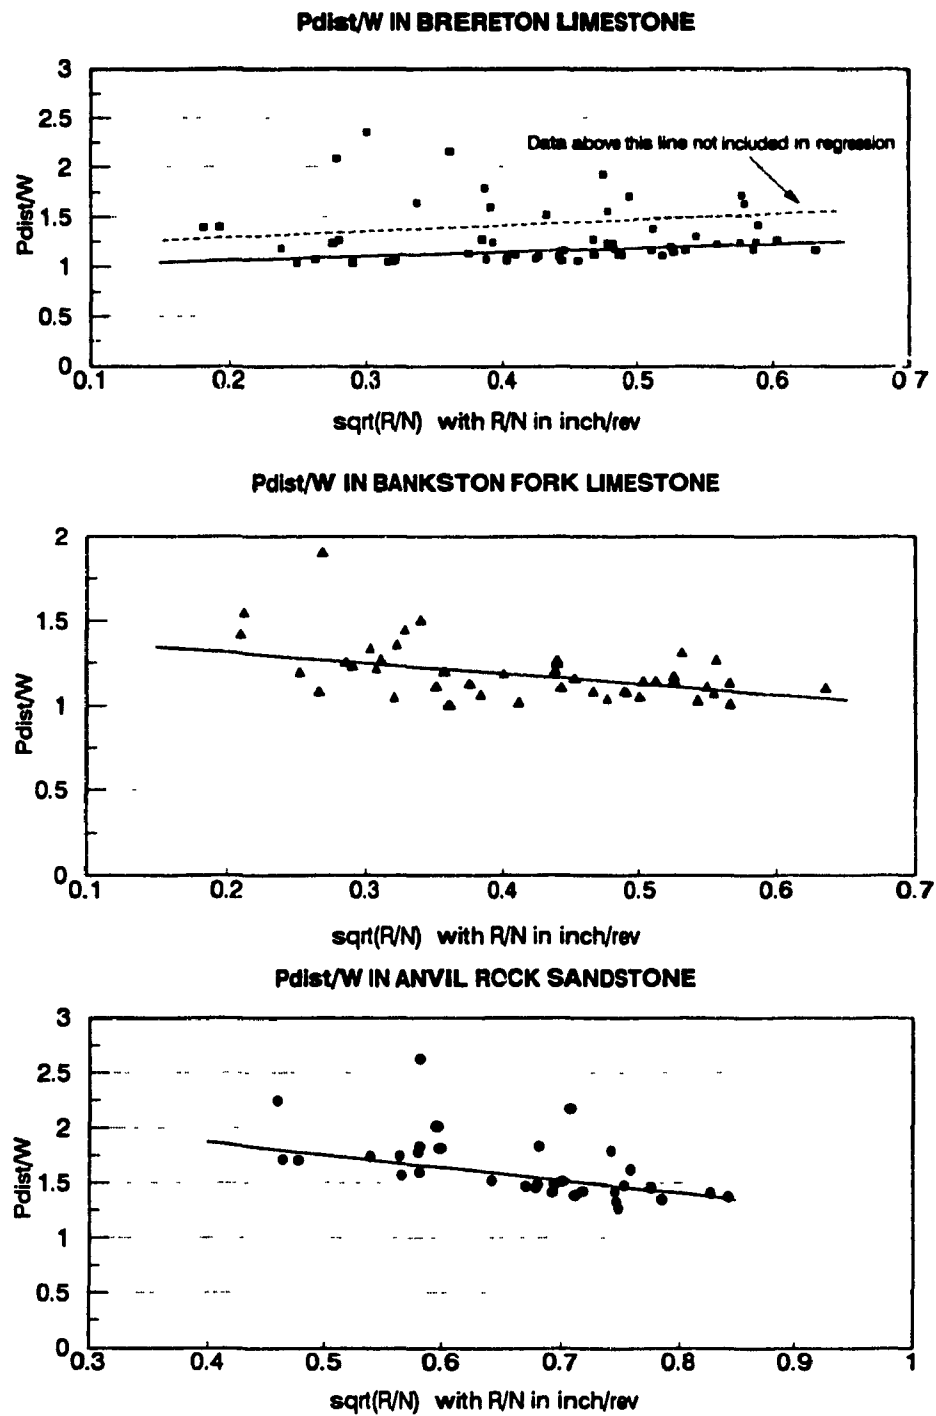 Pdist/W IN BRERETON LIMESTONE
3
2.5
2
1.5
1
0.5
0
Pdist/W
Data above this line not included in regression
0.1 0.2 0.3 0.4 0.5 0.6 0 7
sqrt(R/N) with R/N in inch/rev
Pdist/W IN BANKSTON FORK LIMESTONE
2
1.5
1
0.5
0
Pdist/W
0.1 0.2 0.3 0.4 0.5 0.6 0.7
sqrt(R/N) with R/N in inch/rev
Pdist/W IN ANVIL RCCK SANDSTONE
3
2.5
2
1.5
1
0.5
0
Pdist/W
0.3 0.4 0.5 0.6 0.7 0.8 0.9 1
sqrt(R/N) with R/N in inch/rev